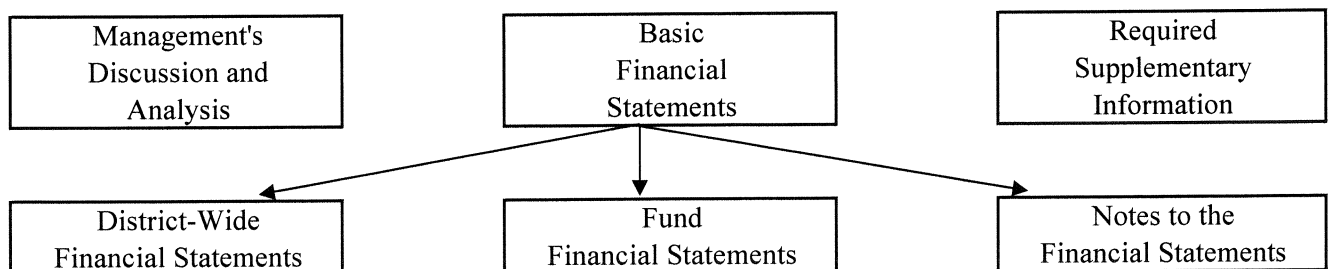 Management's
Discussion and
Analysis
Basic
Financial
Statements
Required
Supplementary
Information
District-Wide
Financial Statements
Fund
Financial Statements
Notes to the
Financial Statements